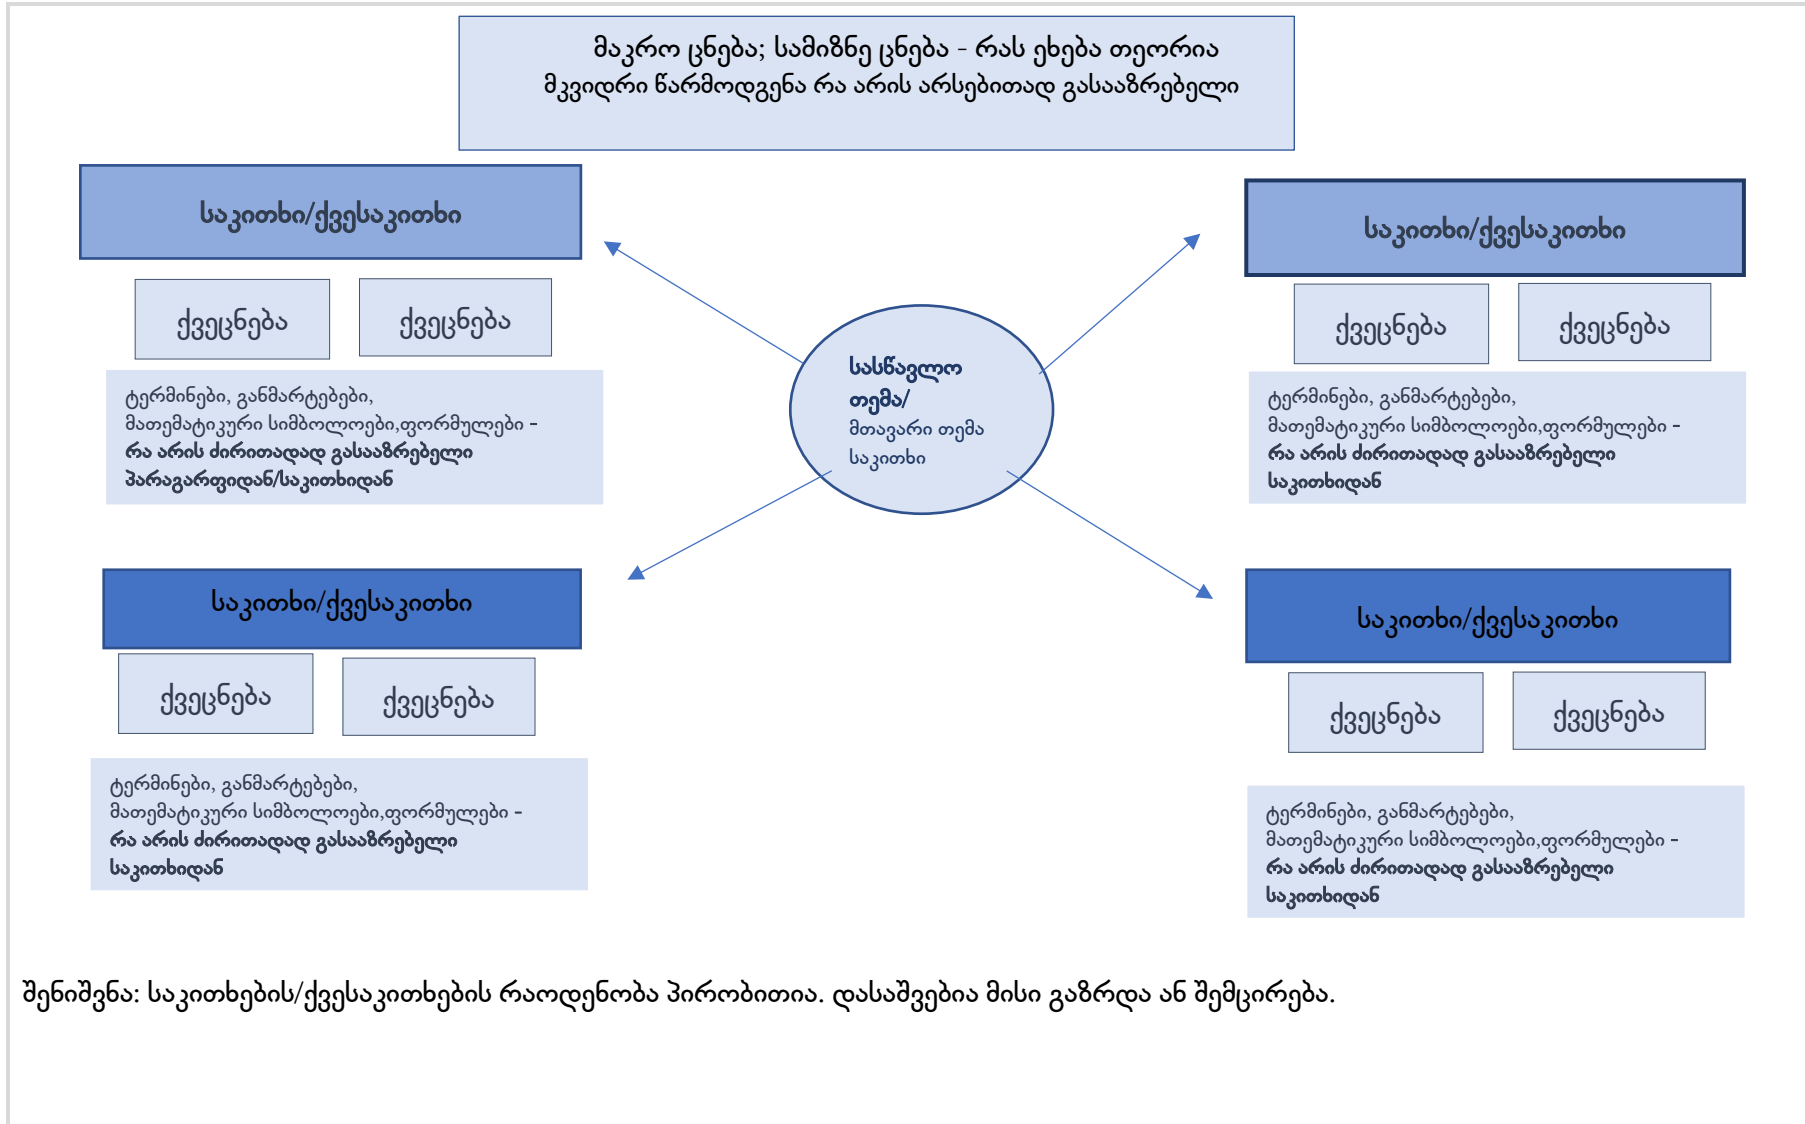 მაკრო ცნება; სამიზნე ცნება - რას ეხება თეორია
მკვიდრი წარმოდგენა რა არის არსებითად გასააზრებელი
საკითხი/ქვესაკითხი
ქვეცნება
ქვეცნება
ტერმინები, განმარტებები,
მათემატიკური სიმბოლოები,ფორმულები -
რა არის ძირითადად გასააზრებელი
პარაგარფიდან/საკითხიდან
საკითხი/ქვესაკითხი
ქვეცნება
ქვეცნება
ტერმინები, განმარტებები,
მათემატიკური სიმბოლოები,ფორმულები -
რა არის ძირითადად გასააზრებელი
საკითხიდან
სასწავლო
თემა/
მთავარი თემა
საკითხი
საკითხი/ქვესაკითხი
ქვეცნება
ქვეცნება
ტერმინები, განმარტებები,
მათემატიკური სიმბოლოები,ფორმულები -
რა არის ძირითადად გასააზრებელი
საკითხიდან
საკითხი/ქვესაკითხი
ქვეცნება
ქვეცნება
ტერმინები, განმარტებები,
მათემატიკური სიმბოლოები,ფორმულები -
რა არის ძირითადად გასააზრებელი
საკითხიდან
შენიშვნა: საკითხების/ქვესაკითხების რაოდენობა პირობითია. დასაშვებია მისი გაზრდა ან შემცირება.